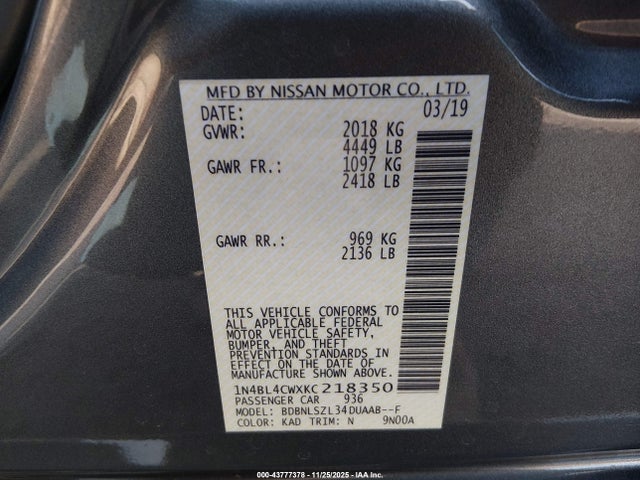 MFD BY NISSAN MOTOR CO., LTD.
DATE: 03/19
GVWR: 2018 KG
4449 LB
GAWR FR.: 1097 KG
2418 LB
GAWR RR.: 969 KG
2136 LB
THIS VEHICLE CONFORMS TO
ALL APPLICABLE FEDERAL
MOTOR VEHICLE SAFETY,
BUMPER, AND THEFT
PREVENTION STANDARDS IN
EFFECT ON THE DATE OF
MANUFACTURE SHOWN ABOVE.
1N4BL4CWXKC218350
PASSENGER CAR 936
MODEL: BDBNLSZL34DUAAB--F
COLOR: KAD TRIM: N 9N00A
000-43777378 - 11/25/2025 - IAA Inc.